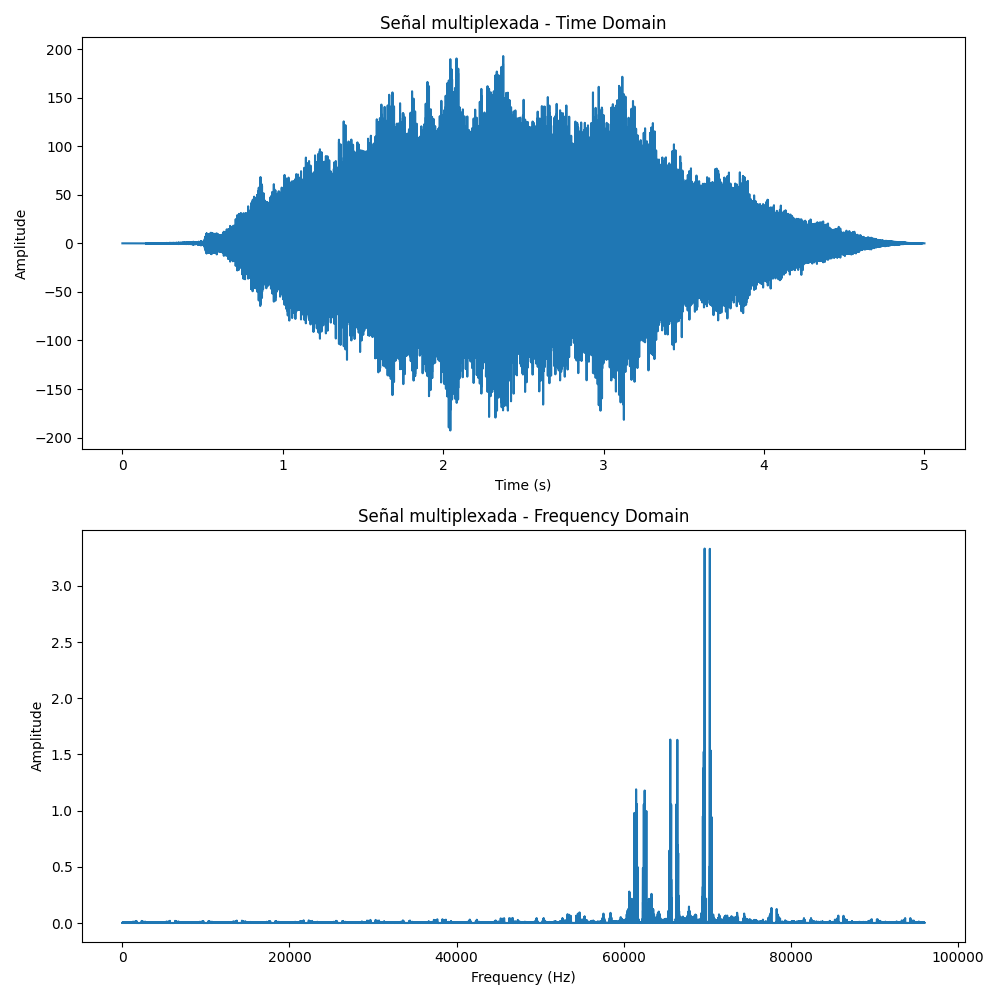 Señal multiplexada - Time Domain
200
150
100
50
0
−50
−100
−150
−200
Amplitude
0 1 2 3 4 5
Time (s)
Señal multiplexada - Frequency Domain
3.0
2.5
2.0
1.5
1.0
0.5
0.0
Amplitude
0 20000 40000 60000 80000 100000
Frequency (Hz)